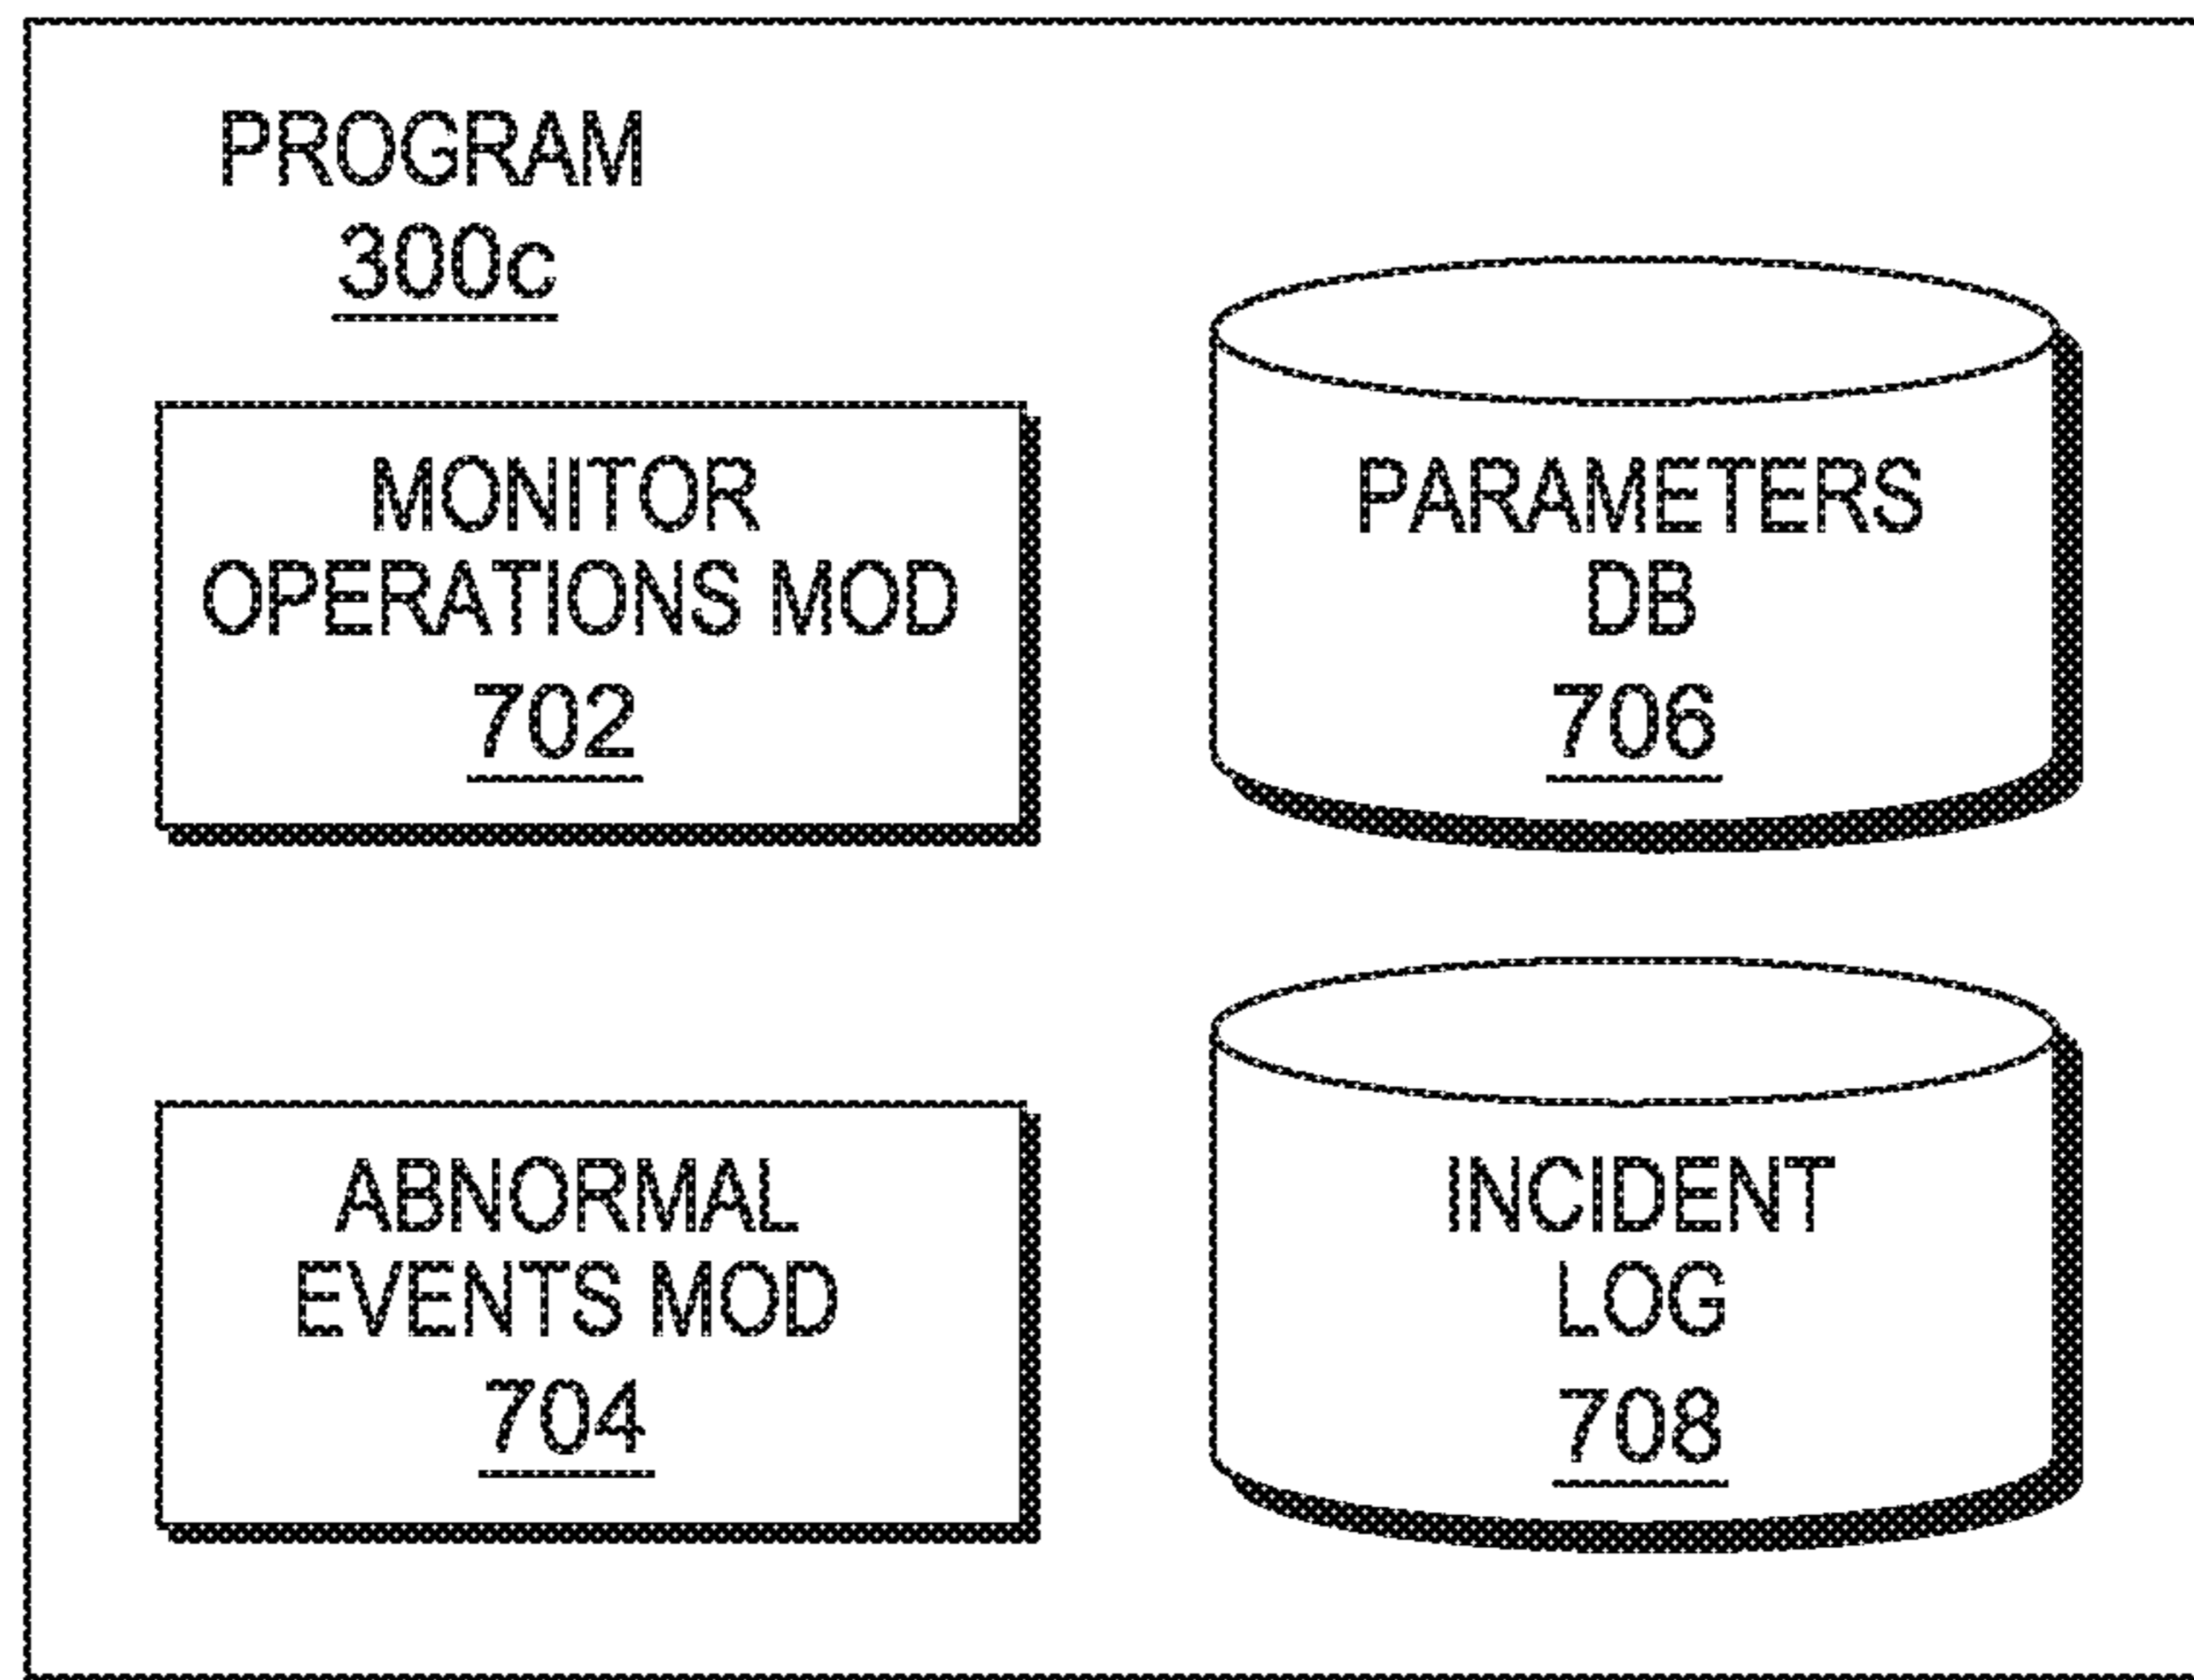 PROGRAM
300c
MONITOR
OPERATIONS MOD
702
PARAMETERS
DB
706
ABNORMAL
EVENTS MOD
704
INCIDENT
LOG
708